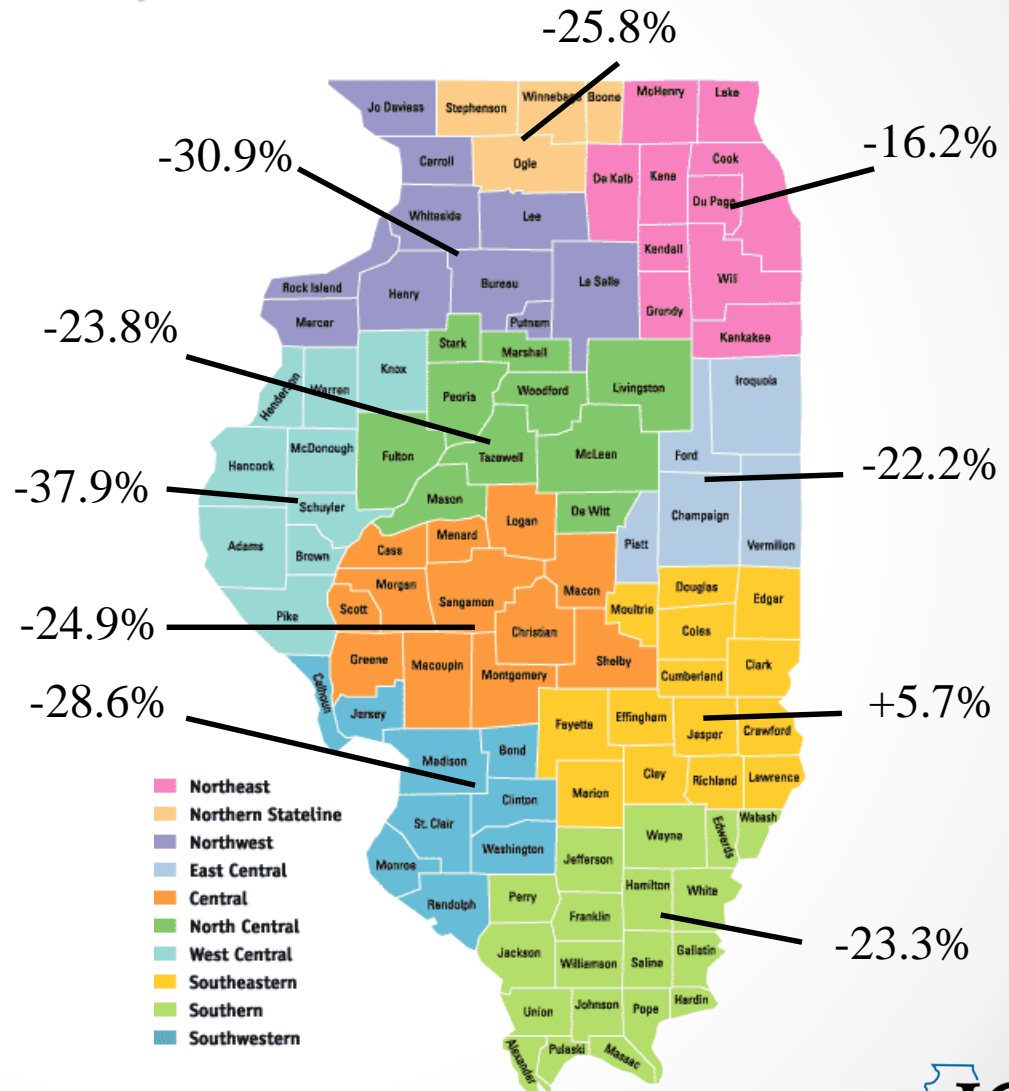 -25.8%
Jo Daviess
Stephenson
Winnebago
Boone
McHenry
Lake
-30.9%
-16.2%
Carroll
Ogle
De Kalb
Kane
Cook
Du Page
Whiteside
Lee
Kendall
Rock Island
Henry
Bureau
La Salle
Will
Mercer
Putnam
Grundy
Kankakee
-23.8%
Stark
Marshall
Knox
Henderson
Warren
Peoria
Woodford
Livingston
Iroquois
McDonough
Hancock
Fulton
Tazewell
McLean
Ford
-22.2%
-37.9%
Schuyler
Mason
Logan
De Witt
Champaign
Adams
Brown
Cass
Menard
Piatt
Vermilion
Morgan
Macon
Douglas
Edgar
Pike
Scott
Sangamon
Moultrie
-24.9%
Christian
Coles
Greene
Macoupin
Montgomery
Shelby
Cumberland
Clark
-28.6%
Calhoun
Jersey
Fayette
Effingham
Jasper
Crawford
+5.7%
Madison
Bond
Clay
Richland
Lawrence
Clinton
Marion
St. Clair
Washington
Wayne
Edwards
Wabash
Monroe
Jefferson
Randolph
Perry
Hamilton
White
Franklin
-23.3%
Jackson
Williamson
Saline
Gallatin
Union
Johnson
Pope
Hardin
Alexander
Pulaski
Massac
Northeast
Northern Stateline
Northwest
East Central
Central
North Central
West Central
Southeastern
Southern
Southwestern